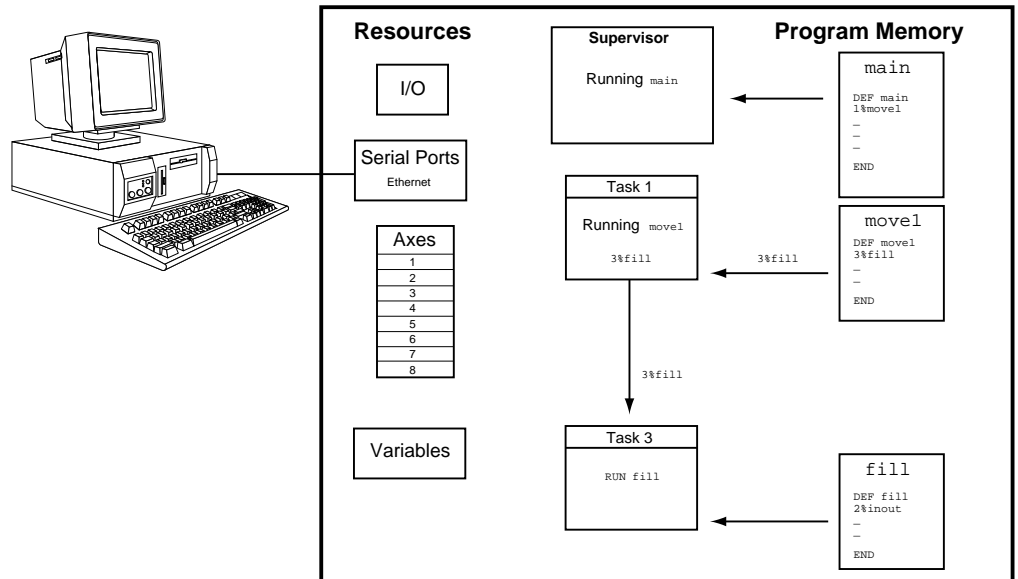 Resources
I/O
Serial Ports
Ethernet
Axes
1
2
3
4
5
6
7
8
Variables
Supervisor
Running main
Task 1
Running move1
3%fill
3%fill
3%fill
Task 3
RUN fill
Program Memory
main
DEF main
1%move1
_
_
_
END
move1
DEF move1
3%fill
_
_
END
fill
DEF fill
2%inout
_
_
END